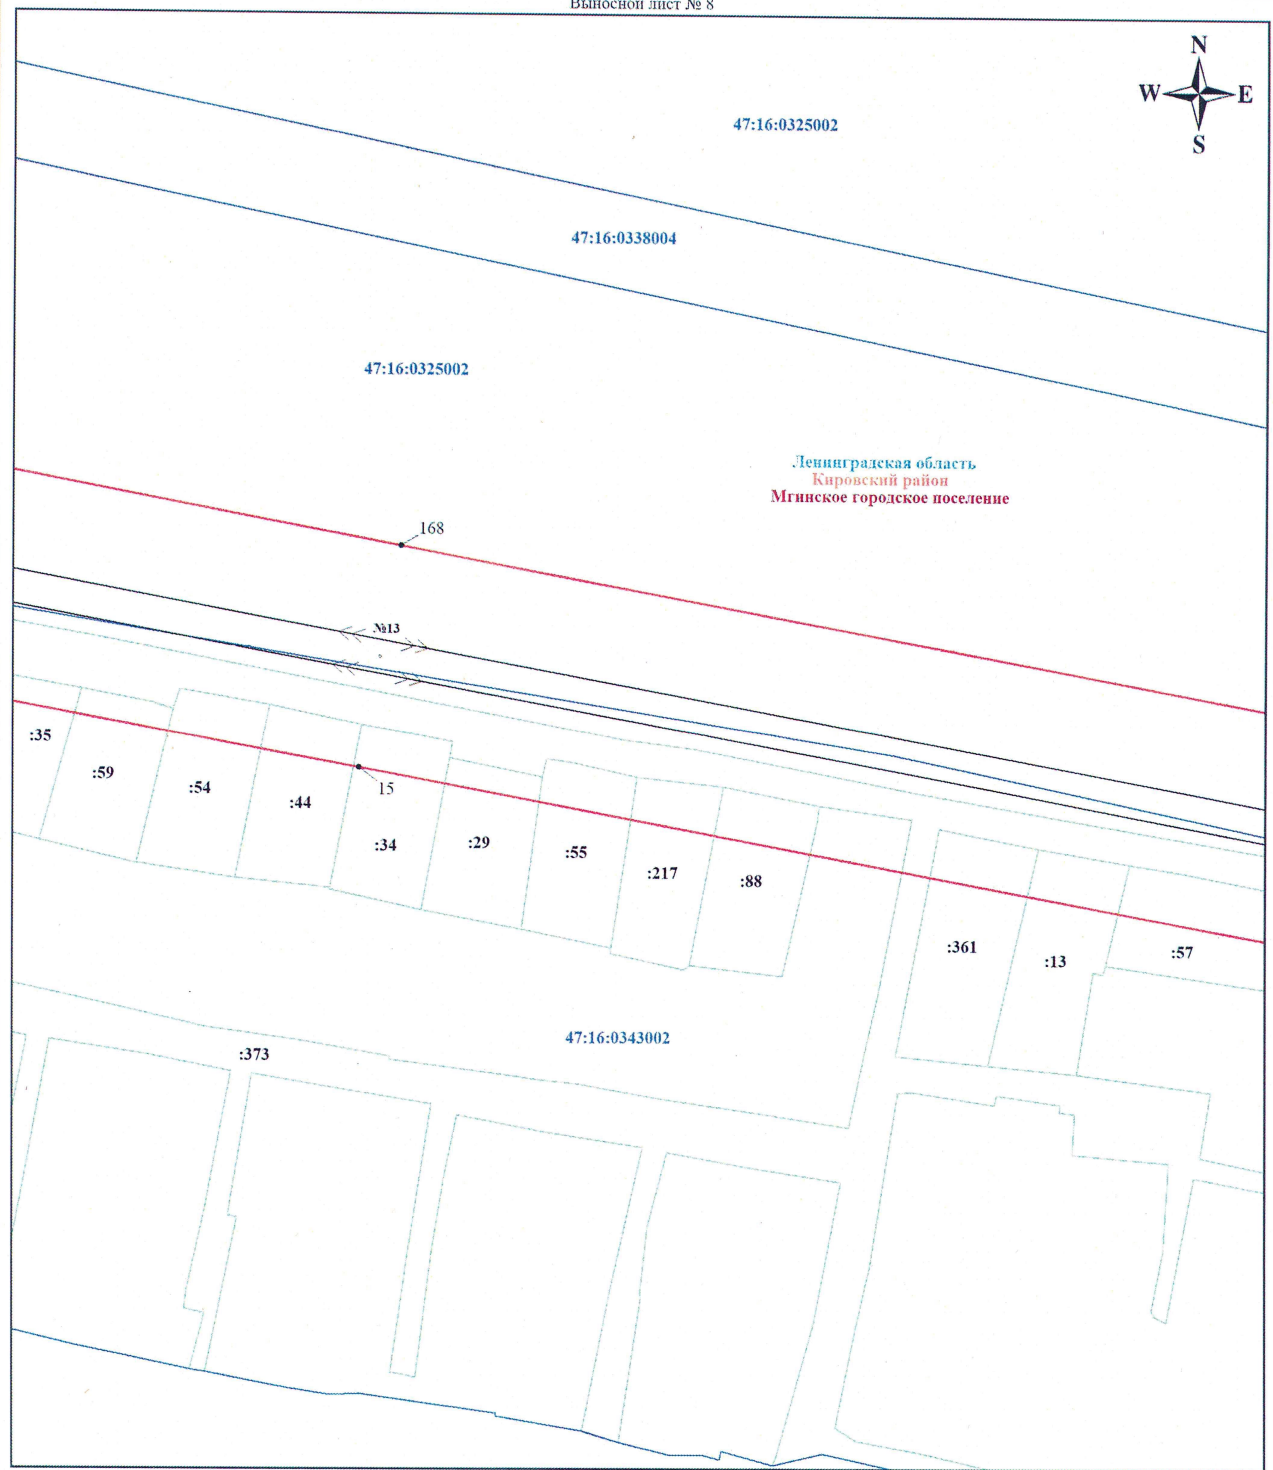 Выносной лист № 8
N
W E
S
47:16:0325002
47:16:0338004
47:16:0325002
Ленинградская область
Кировский район
Мгинское городское поселение
168
№13
:35
:59
:54
:44
15
:34
:29
:55
:217
:88
:361
:13
:57
47:16:0343002
:373